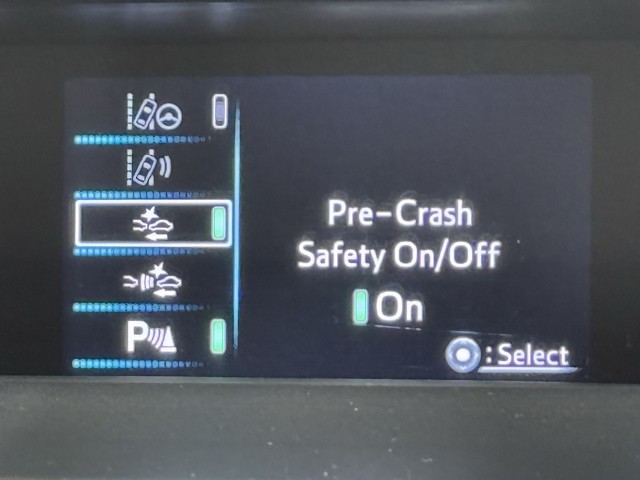 Pre-Crash
Safety On/Off
On
P
:Select